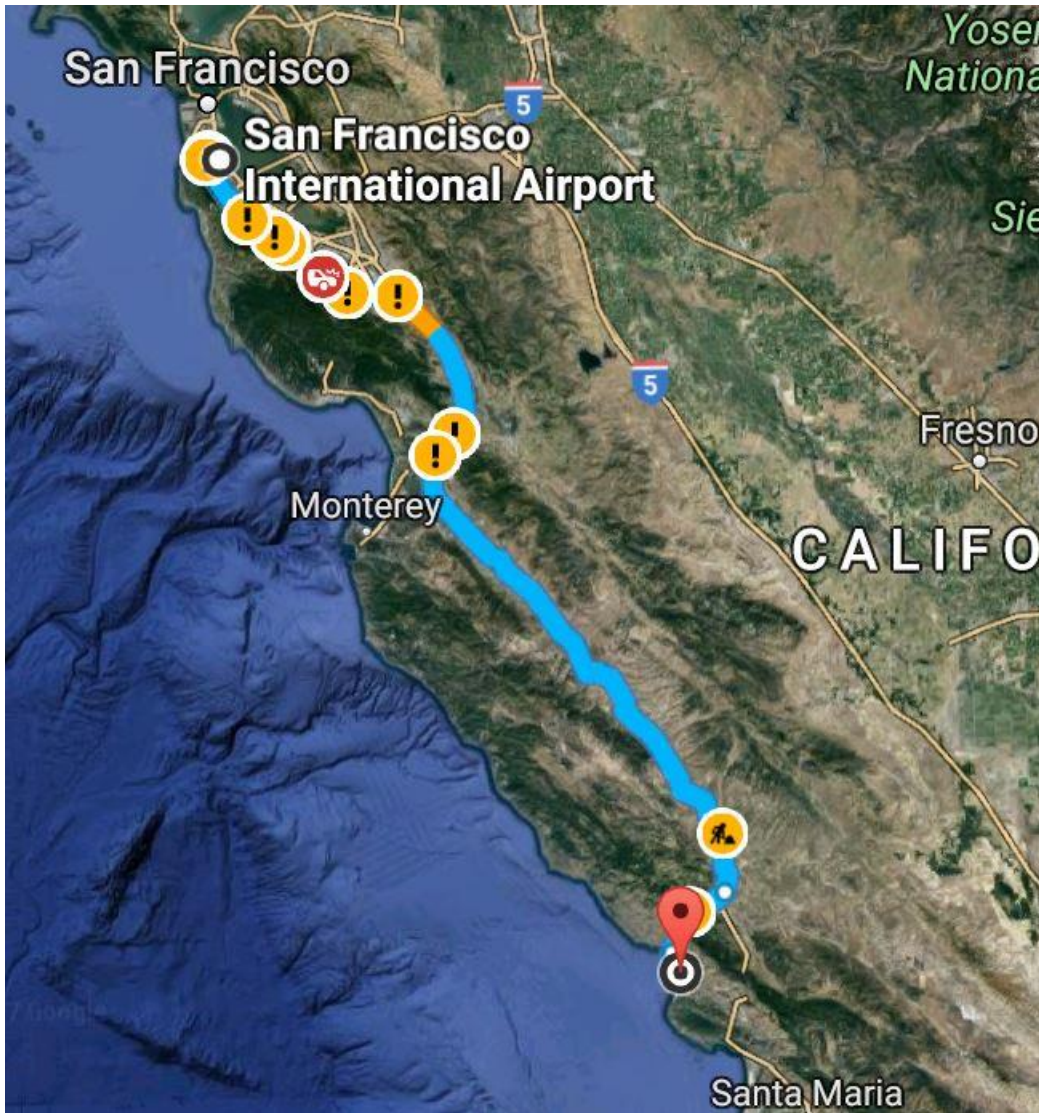 Yosem
Nationa
San Francisco
5
San Francisco
International Airport
Sie
5
Fresno
Monterey
CALIFO
Santa Maria